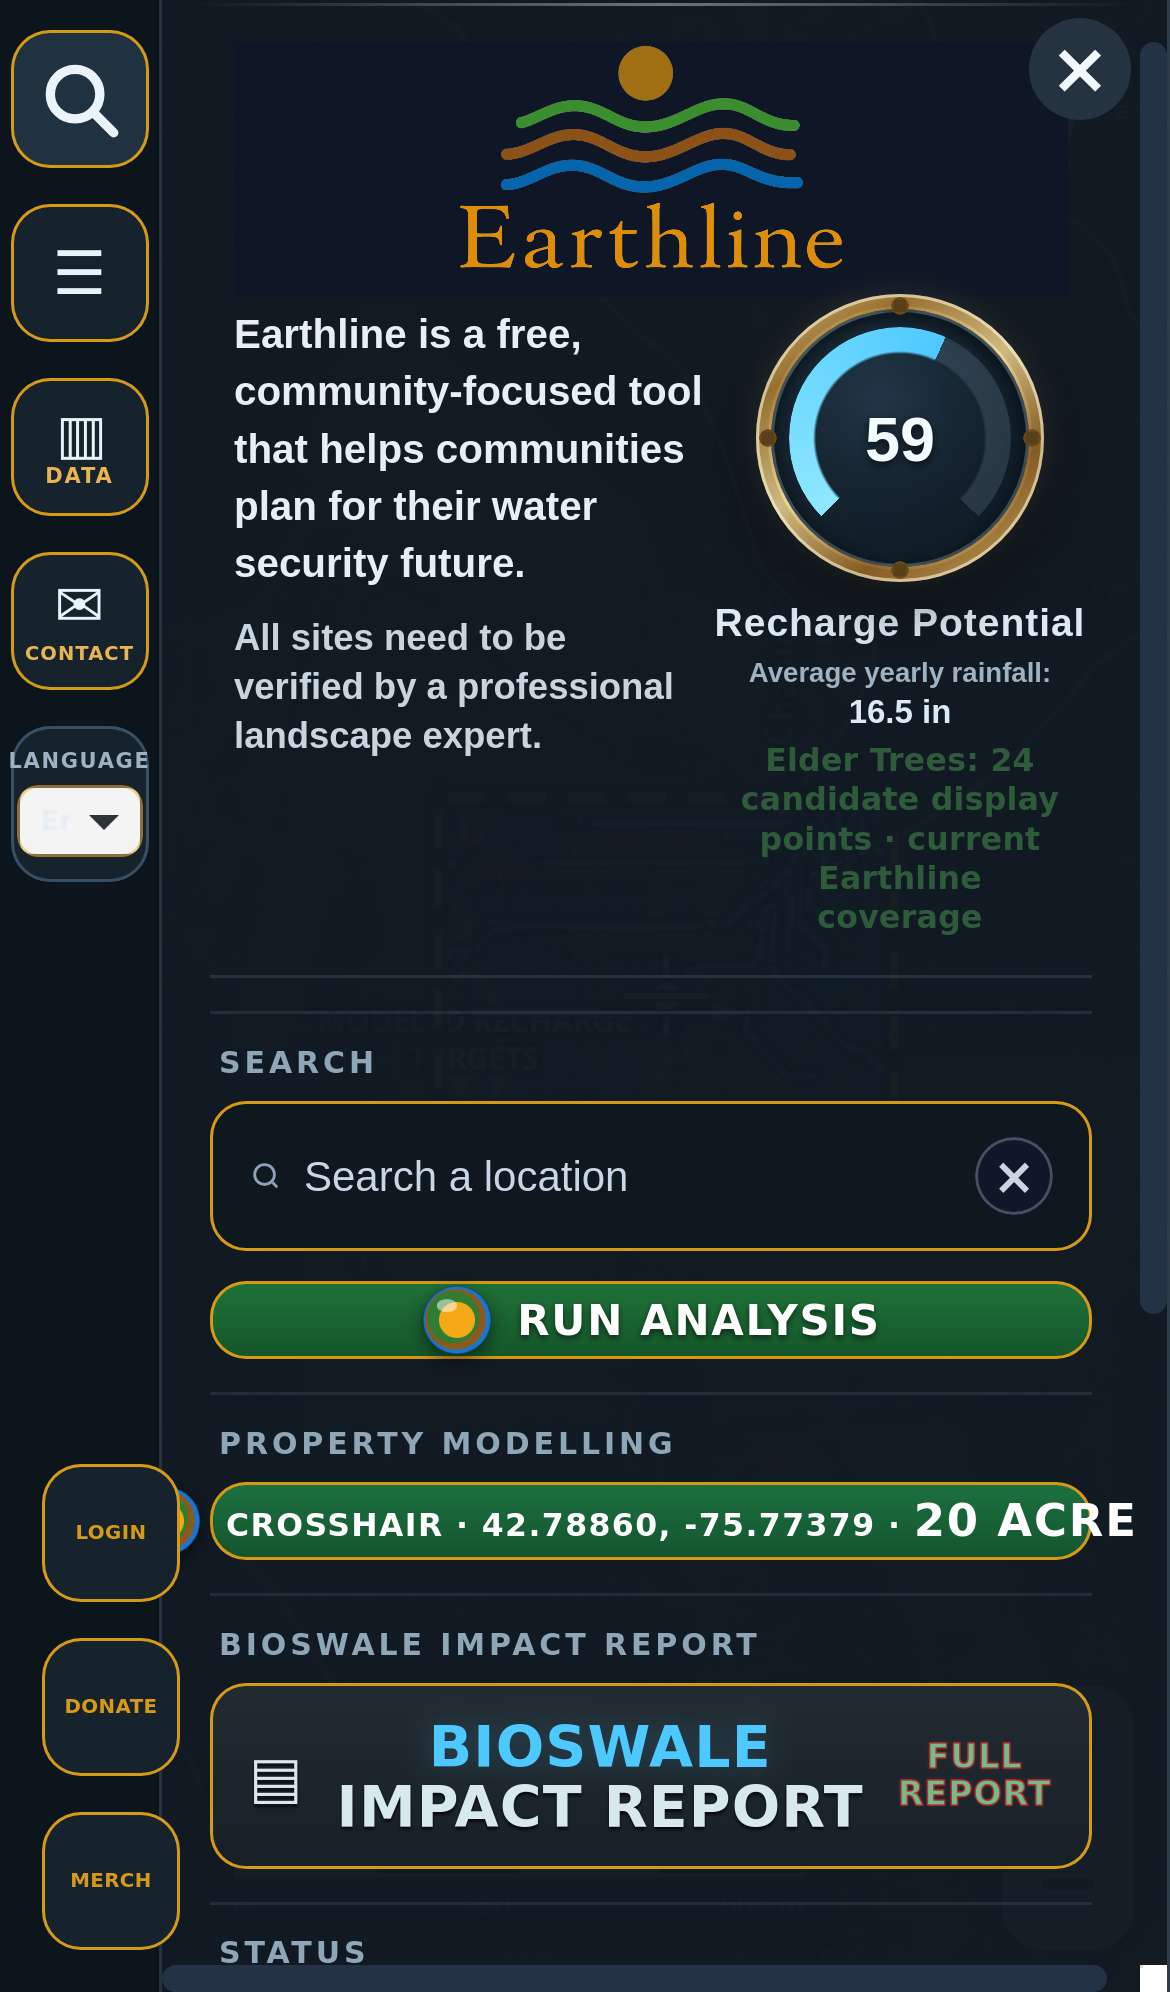 Earthline
Earthline is a free,
community-focused tool
that helps communities
plan for their water
security future.
All sites need to be
verified by a professional
landscape expert.
59
Recharge Potential
Average yearly rainfall:
16.5 in
Elder Trees: 24
candidate display
points · current
Earthline
coverage
DATA
CONTACT
LANGUAGE
SEARCH
Search a location
RUN ANALYSIS
PROPERTY MODELLING
CROSSHAIR · 42.78860, -75.77379 · 20 ACRE
BIOSWALE IMPACT REPORT
BIOSWALE
IMPACT REPORT
FULL
REPORT
STATUS
LOGIN
DONATE
MERCH